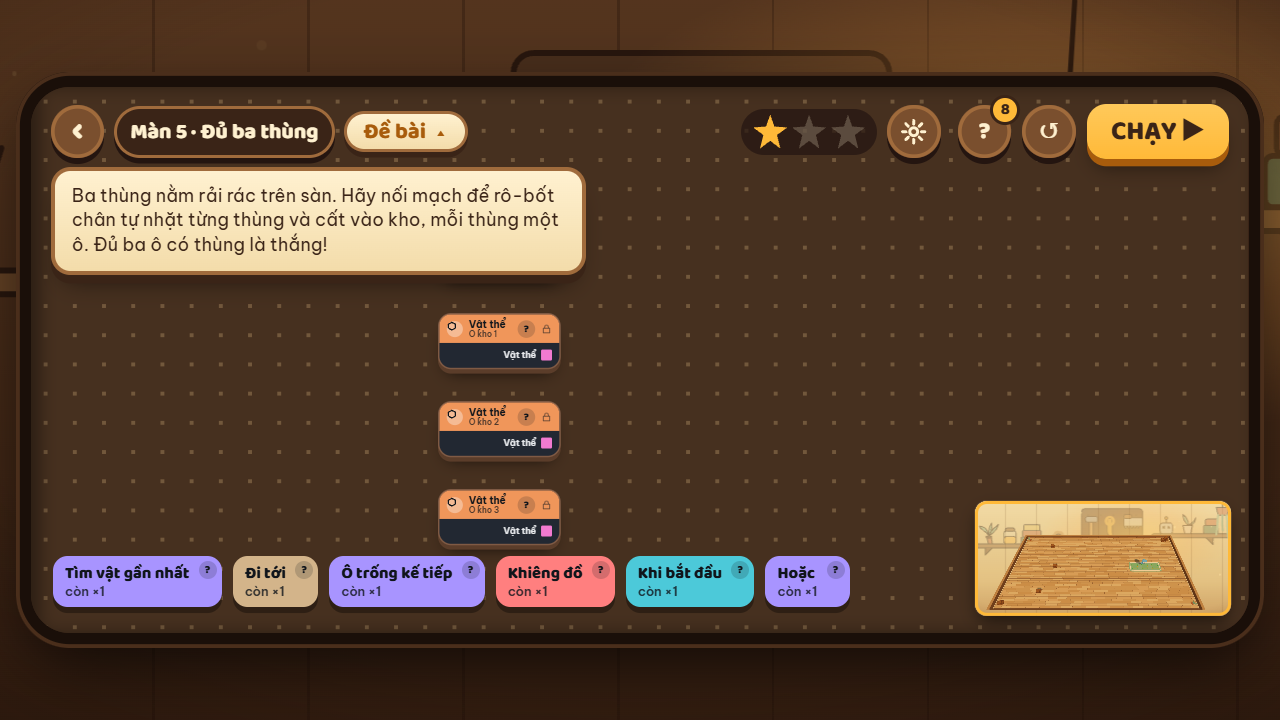 Màn 5 • Đủ ba thùng
Đề bài
8
?
CHẠY
Ba thùng nằm rải rác trên sàn. Hãy nối mạch để rô-bốt
chân tự nhặt từng thùng và cất vào kho, mỗi thùng một
ô. Đủ ba ô có thùng là thắng!
Vật thể
Ô kho 1
?
Vật thể
Vật thể
Ô kho 2
?
Vật thể
Vật thể
Ô kho 3
?
Vật thể
Tìm vật gần nhất ?
còn ×1
Đi tới ?
còn ×1
Ô trống kế tiếp ?
còn ×1
Khiêng đồ ?
còn ×1
Khi bắt đầu ?
còn ×1
Hoặc ?
còn ×1